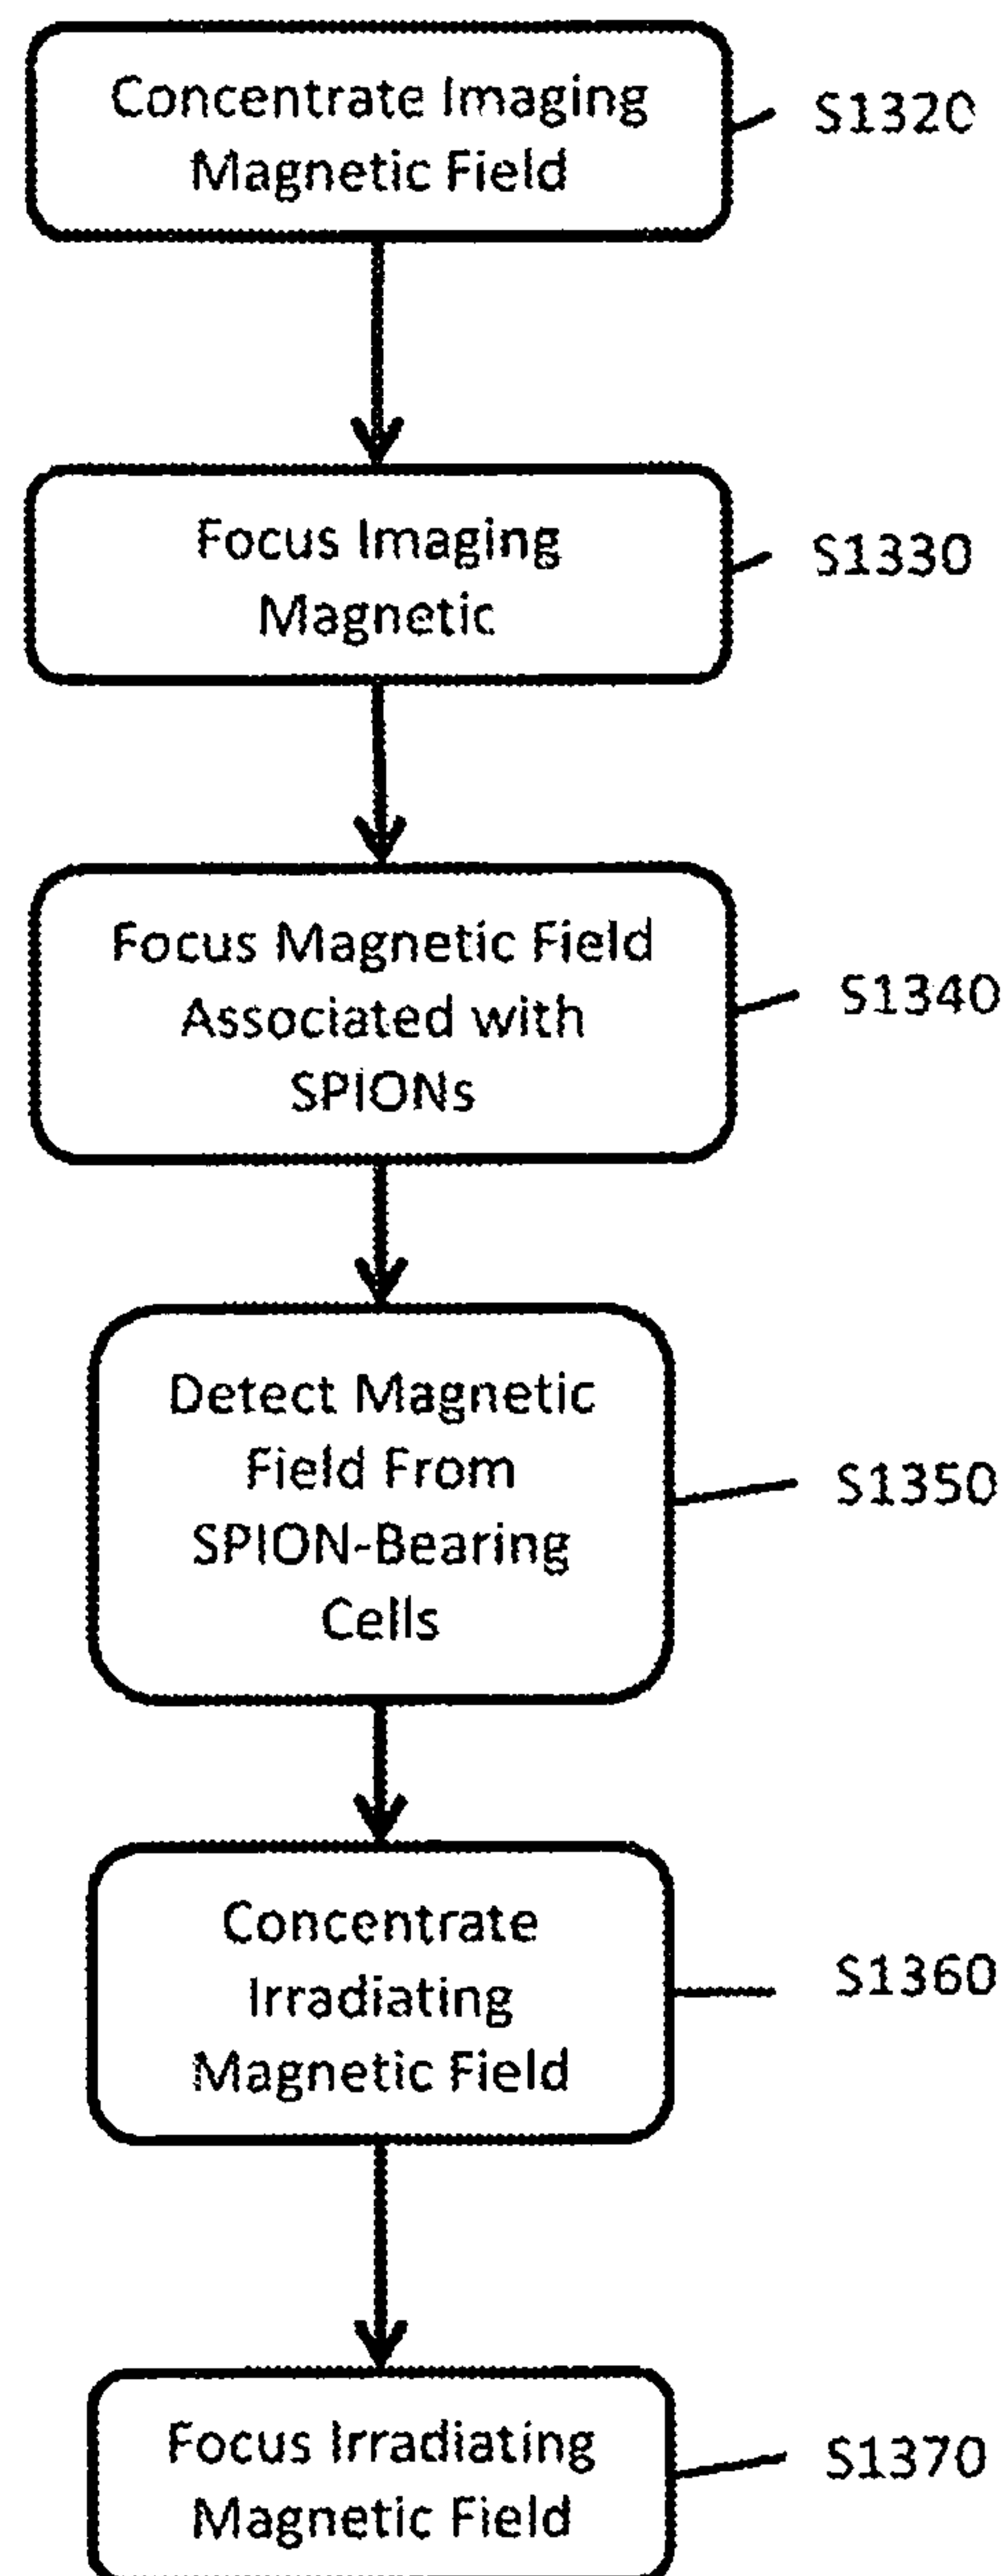 Concentrate Imaging
Magnetic Field
S1320
Focus Imaging
Magnetic
S1330
Focus Magnetic Field
Associated with
SPIONs
S1340
Detect Magnetic
Field From
SPION-Bearing
Cells
S1350
Concentrate
Irradiating
Magnetic Field
S1360
Focus Irradiating
Magnetic Field
S1370